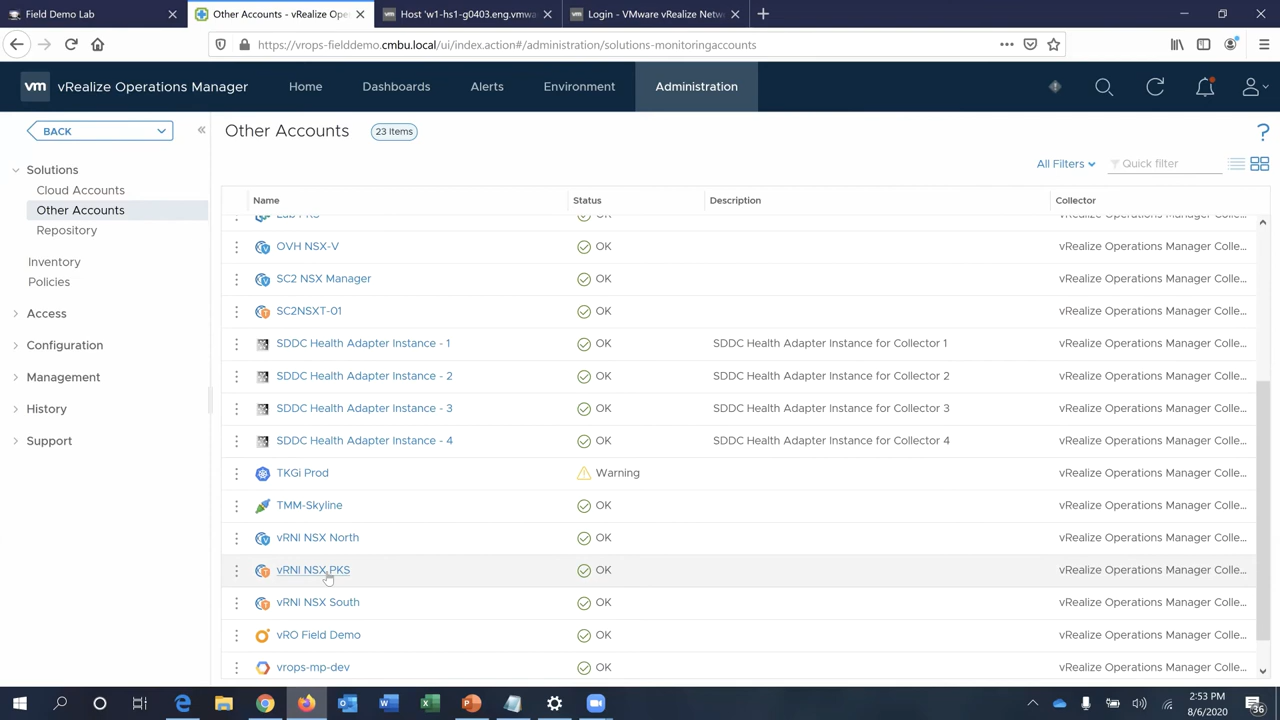 Field Demo Lab
Other Accounts - vRealize Oper
Host 'w1-hs1-g0403.eng.vmwa
Login - VMware vRealize Netw
https://vrops-fielddemo.cmbu.local/ui/index.action#/administration/solutions-monitoringaccounts
vm vRealize Operations Manager Home Dashboards Alerts Environment Administration
BACK
Other Accounts 23 Items
?
Solutions
Cloud Accounts
Other Accounts
Repository
Inventory
Policies
Access
Configuration
Management
History
Support
All Filters Quick filter
Name Status Description Collector
Lab PKS OK vRealize Operations Manager Colle...
OVH NSX-V OK vRealize Operations Manager Colle...
SC2 NSX Manager OK vRealize Operations Manager Colle...
SC2NSXT-01 OK vRealize Operations Manager Colle...
SDDC Health Adapter Instance - 1 OK SDDC Health Adapter Instance for Collector 1 vRealize Operations Manager Colle...
SDDC Health Adapter Instance - 2 OK SDDC Health Adapter Instance for Collector 2 vRealize Operations Manager Colle...
SDDC Health Adapter Instance - 3 OK SDDC Health Adapter Instance for Collector 3 vRealize Operations Manager Colle...
SDDC Health Adapter Instance - 4 OK SDDC Health Adapter Instance for Collector 4 vRealize Operations Manager Colle...
TKGi Prod Warning vRealize Operations Manager Colle...
TMM-Skyline OK vRealize Operations Manager Colle...
vRNI NSX North OK vRealize Operations Manager Colle...
vRNI NSX PKS OK vRealize Operations Manager Colle...
vRNI NSX South OK vRealize Operations Manager Colle...
vRO Field Demo OK vRealize Operations Manager Colle...
vrops-mp-dev OK vRealize Operations Manager Colle...
2:53 PM
8/6/2020
36